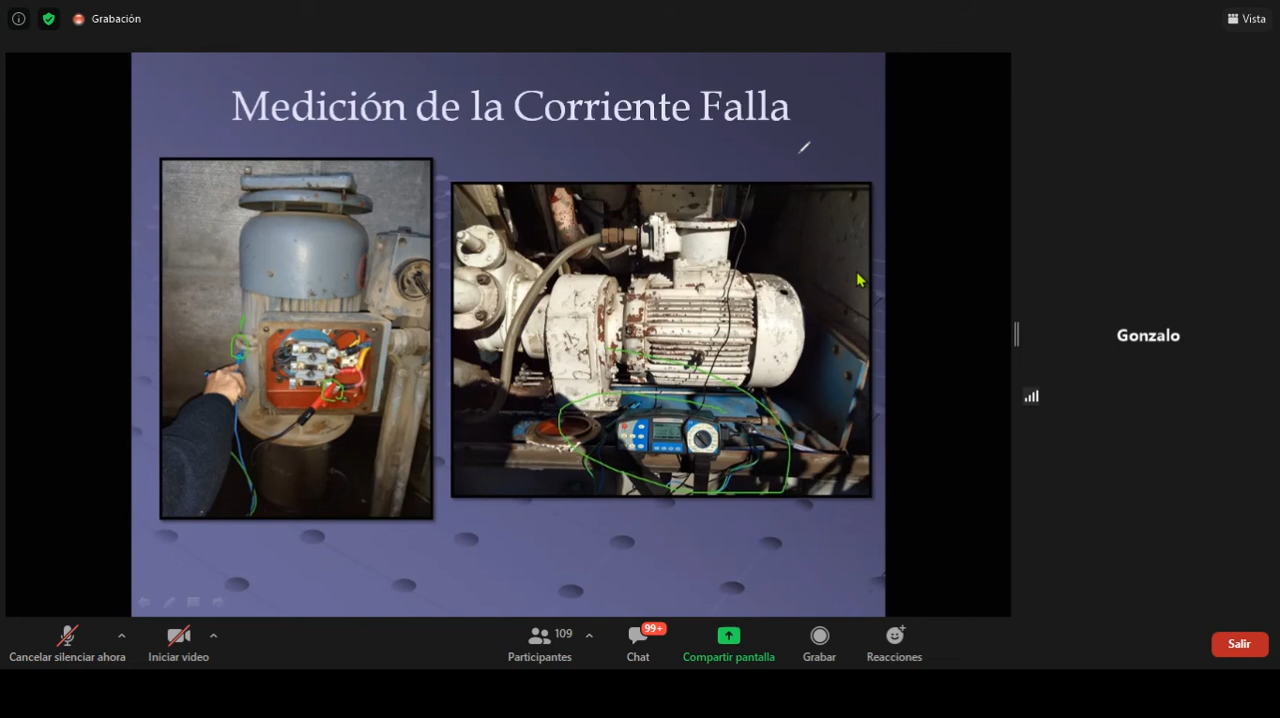 Grabación
Vista
Medición de la Corriente Falla
Gonzalo
Cancelar silenciar ahora
Iniciar video
109
Participantes
99+
Chat
Compartir pantalla
Grabar
Reacciones
Salir